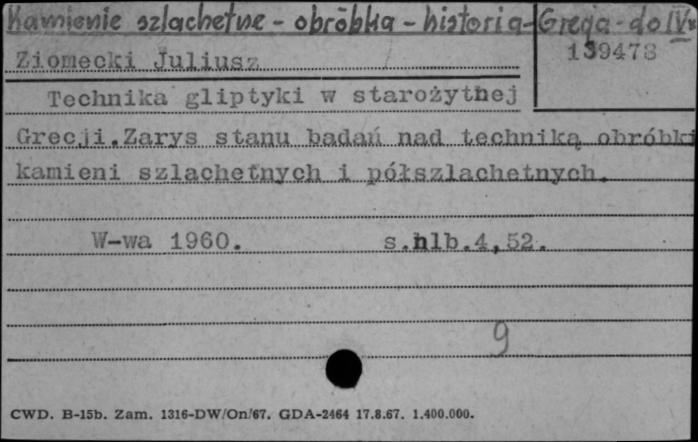 Kamienie szlachetne - obróbka - historia - Grecja - do IV w
139478
Ziomecki Juliusz
Technika gliptyki w starożytnej
Grecji.Zarys stanu badań nad techniką obróbki
kamieni szlachetnych i półszlachetnych.
W-wa 1960. s.nlb.4,52.
9
CWD. B-15b. Zam. 1316-DW/On/67. GDA-2464 17.8.67. 1.400.000.